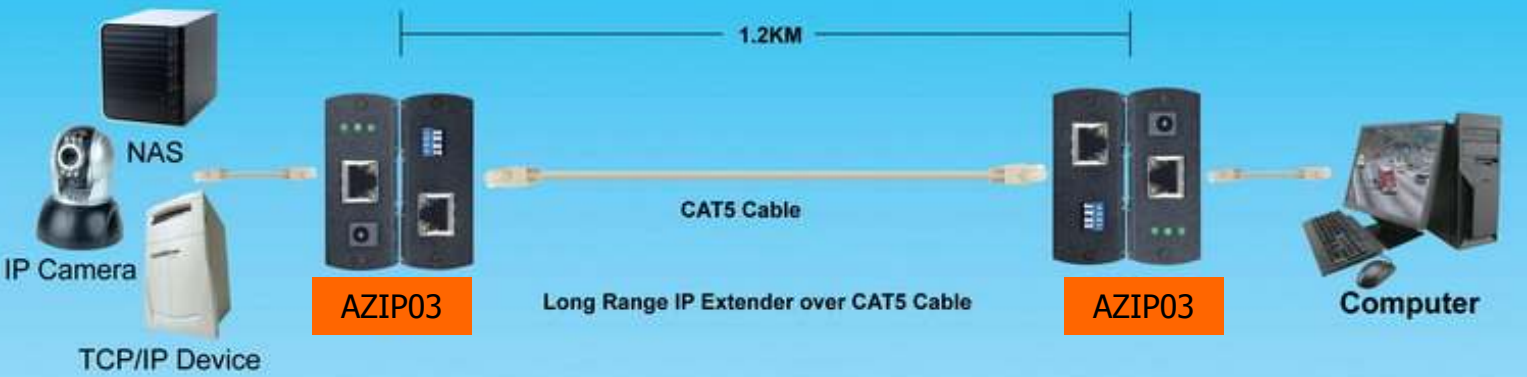 1.2KM
NAS
IP Camera
TCP/IP Device
AZIP03
CAT5 Cable
Long Range IP Extender over CAT5 Cable
AZIP03
Computer